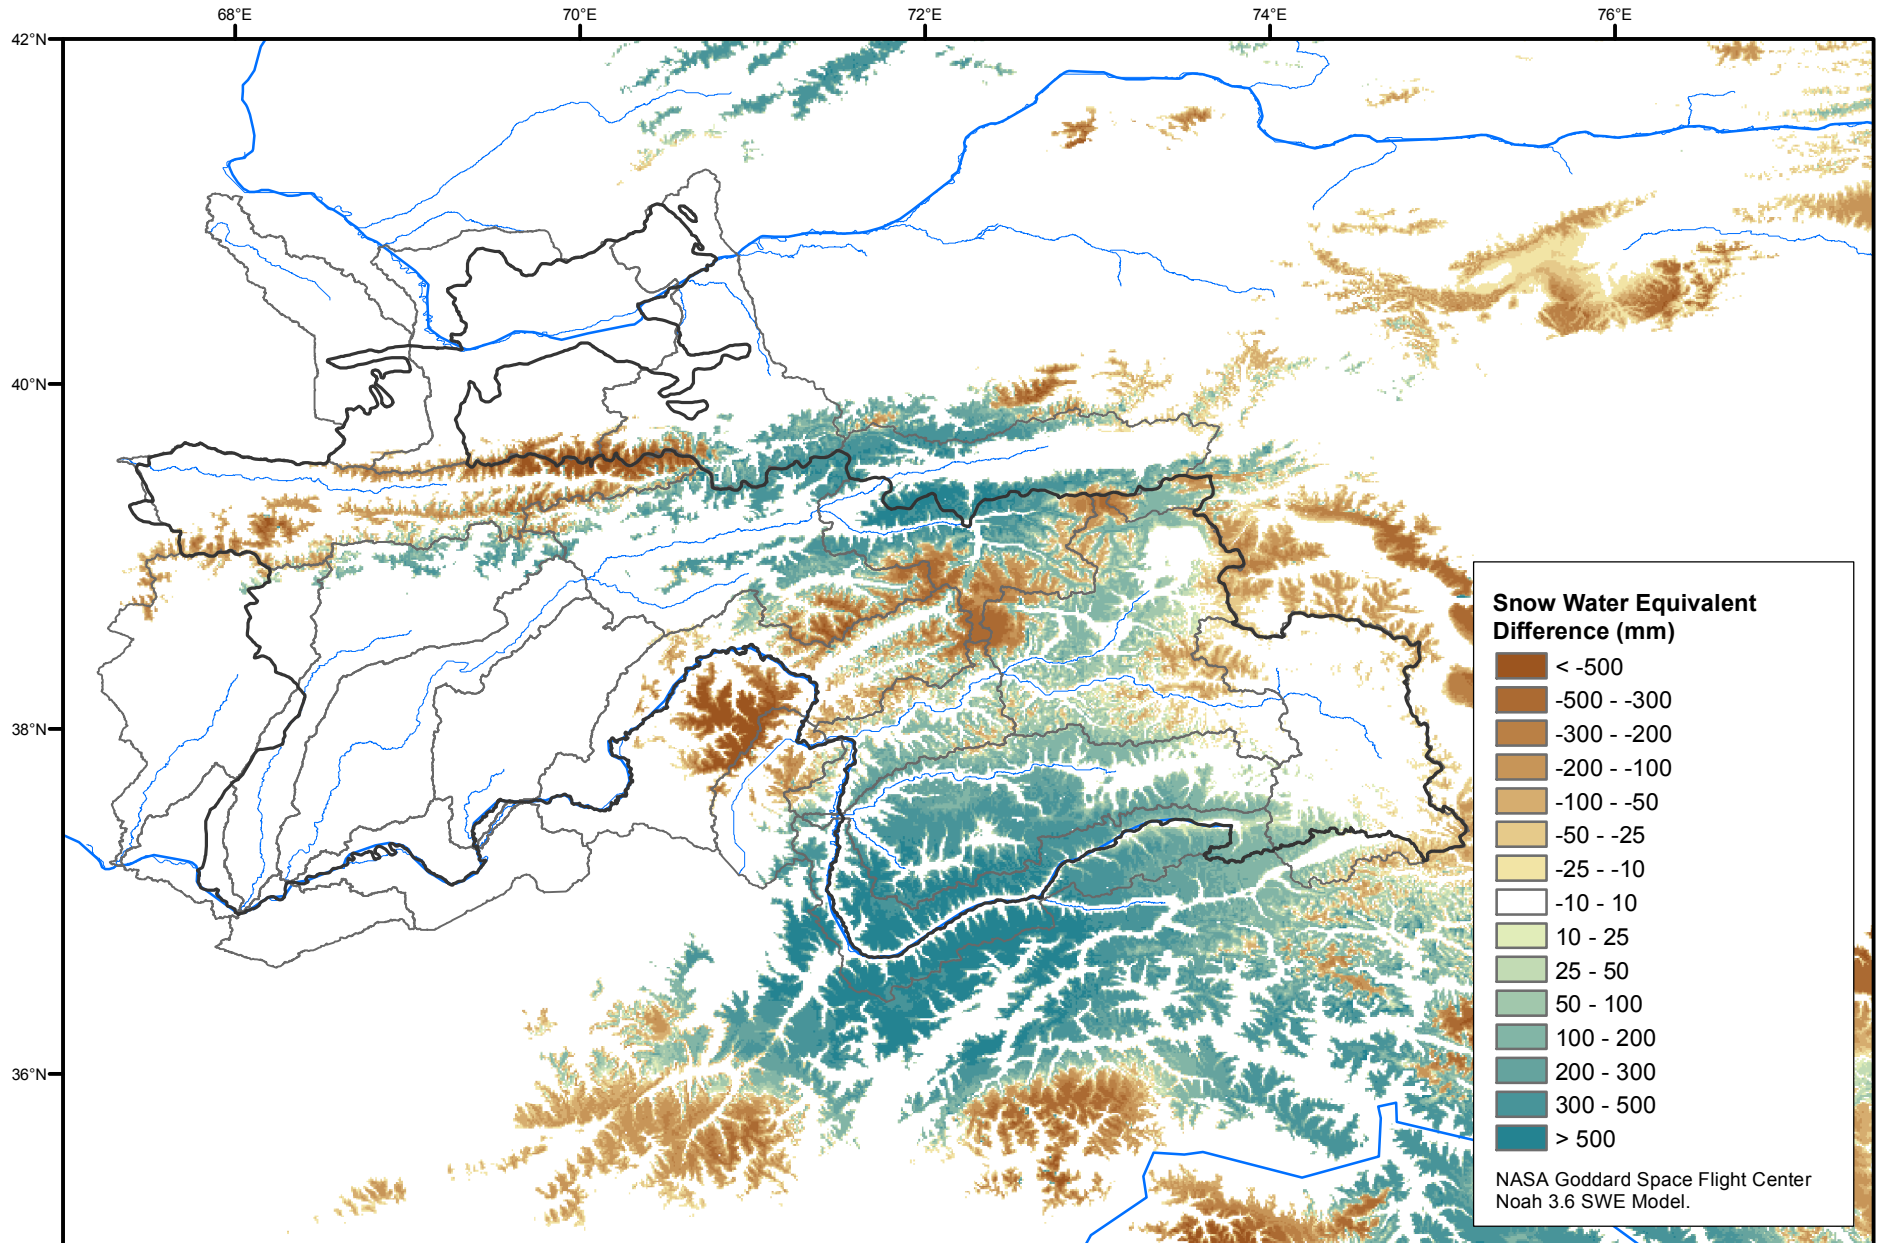 68°E 70°E 72°E 74°E 76°E
42°N
40°N
38°N
36°N
Snow Water Equivalent
Difference (mm)
< -500
-500 - -300
-300 - -200
-200 - -100
-100 - -50
-50 - -25
-25 - -10
-10 - 10
10 - 25
25 - 50
50 - 100
100 - 200
200 - 300
300 - 500
> 500
NASA Goddard Space Flight Center
Noah 3.6 SWE Model.